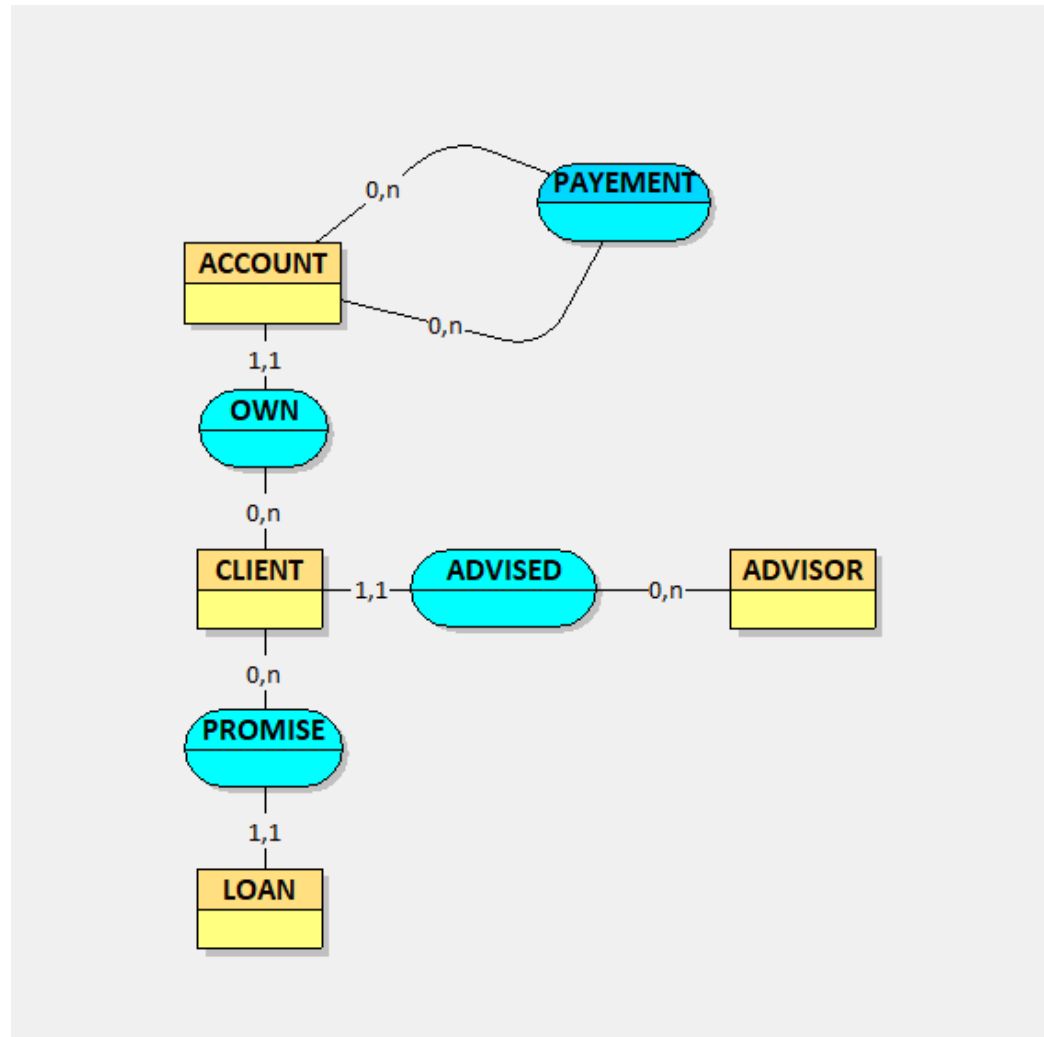 0,n
PAYEMENT
ACCOUNT
0,n
1,1
OWN
0,n
CLIENT
1,1
ADVISED
0,n
ADVISOR
0,n
PROMISE
1,1
LOAN